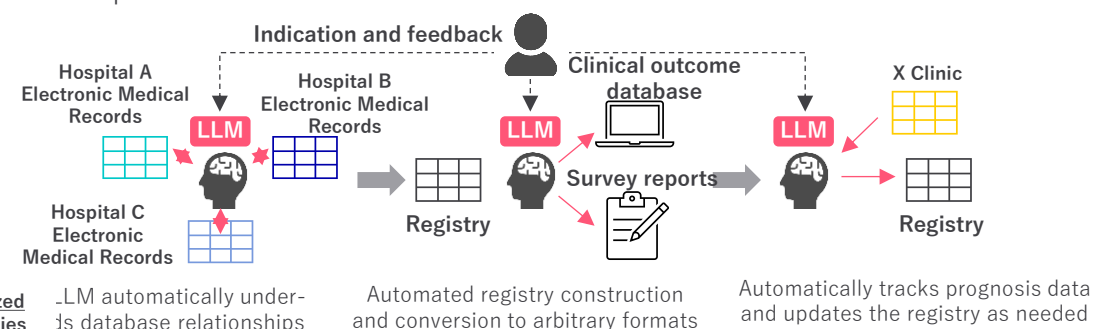 Indication and feedback
Hospital A
Electronic Medical
Records
Hospital B
Electronic Medical
Records
Clinical outcome
database
X Clinic
LLM
LLM
LLM
Survey reports
Registry
Registry
Hospital C
Electronic
Medical Records
LLM automatically under-
database relationships
Automated registry construction
and conversion to arbitrary formats
Automatically tracks prognosis data
and updates the registry as needed